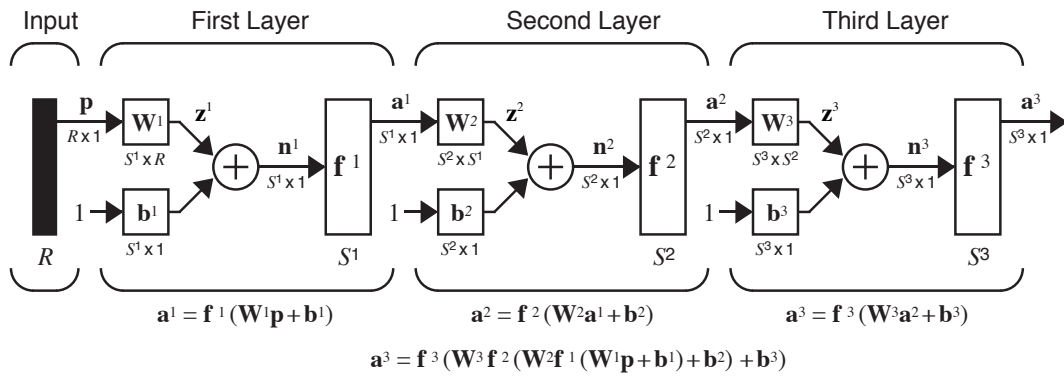 Input First Layer Second Layer Third Layer
p a¹ a² a³
R x 1 W¹ z¹ S¹ x 1 W² z² S² x 1 W³ z³ S³ x 1
S¹ x R n¹ f ¹ S² x S¹ n² f ² S³ x S² n³ f ³
+ S¹ x 1 + S² x 1 + S³ x 1
1 b¹ 1 b² 1 b³
S¹ x 1 S² x 1 S³ x 1
R S¹ S² S³
a¹ = f ¹ (W¹p + b¹) a² = f ² (W²a¹ + b²) a³ = f ³ (W³a² + b³)
a³ = f ³ (W³ f ² (W²f ¹ (W¹p + b¹) + b²) + b³)